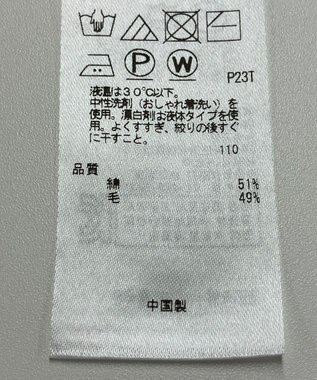 P W
P23T
液温は30℃以下。
中性洗剤（おしゃれ着洗い）を
使用。漂白剤は液体タイプを使
用。よくすすぎ、絞りの後すぐ
に干すこと。
110
品質
綿 51%
毛 49%
中国製